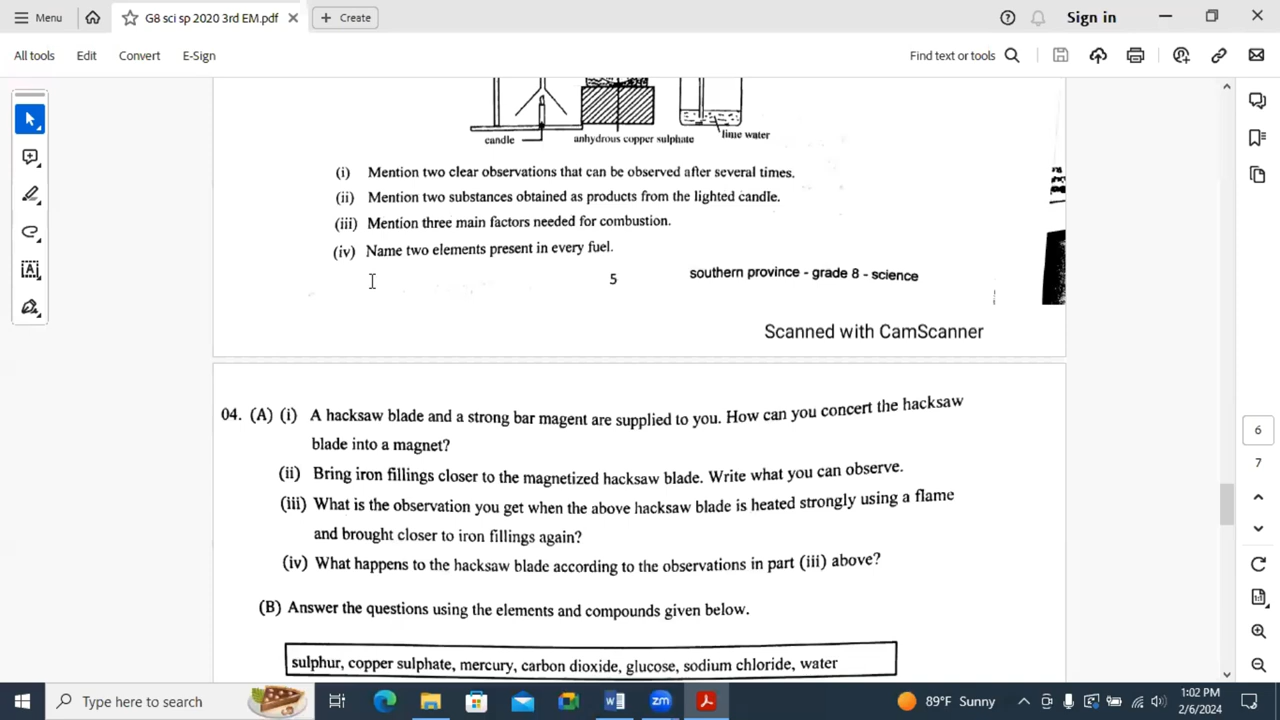 Menu
G8 sci sp 2020 3rd EM.pdf
Create
Sign in
All tools
Edit
Convert
E-Sign
Find text or tools
candle
anhydrous copper sulphate
lime water
(i) Mention two clear observations that can be observed after several times.
(ii) Mention two substances obtained as products from the lighted candle.
(iii) Mention three main factors needed for combustion.
(iv) Name two elements present in every fuel.
5
southern province - grade 8 - science
Scanned with CamScanner
04. (A) (i) A hacksaw blade and a strong bar magent are supplied to you. How can you concert the hacksaw
blade into a magnet?
(ii) Bring iron fillings closer to the magnetized hacksaw blade. Write what you can observe.
(iii) What is the observation you get when the above hacksaw blade is heated strongly using a flame
and brought closer to iron fillings again?
(iv) What happens to the hacksaw blade according to the observations in part (iii) above?
(B) Answer the questions using the elements and compounds given below.
sulphur, copper sulphate, mercury, carbon dioxide, glucose, sodium chloride, water
6
7
Type here to search
zm
89°F Sunny
1:02 PM
2/6/2024